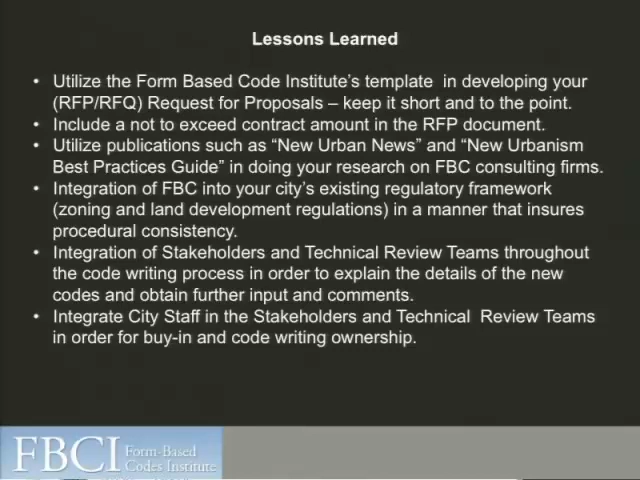 Lessons Learned
• Utilize the Form Based Code Institute's template  in developing your
(RFP/RFQ) Request for Proposals – keep it short and to the point.
• Include a not to exceed contract amount in the RFP document.
• Utilize publications such as “New Urban News” and “New Urbanism
Best Practices Guide” in doing your research on FBC consulting firms.
• Integration of FBC into your city's existing regulatory framework
(zoning and land development regulations) in a manner that insures
procedural consistency.
• Integration of Stakeholders and Technical Review Teams throughout
the code writing process in order to explain the details of the new
codes and obtain further input and comments.
• Integrate City Staff in the Stakeholders and Technical  Review Teams
in order for buy-in and code writing ownership.
FBCI Form-Based
Codes Institute